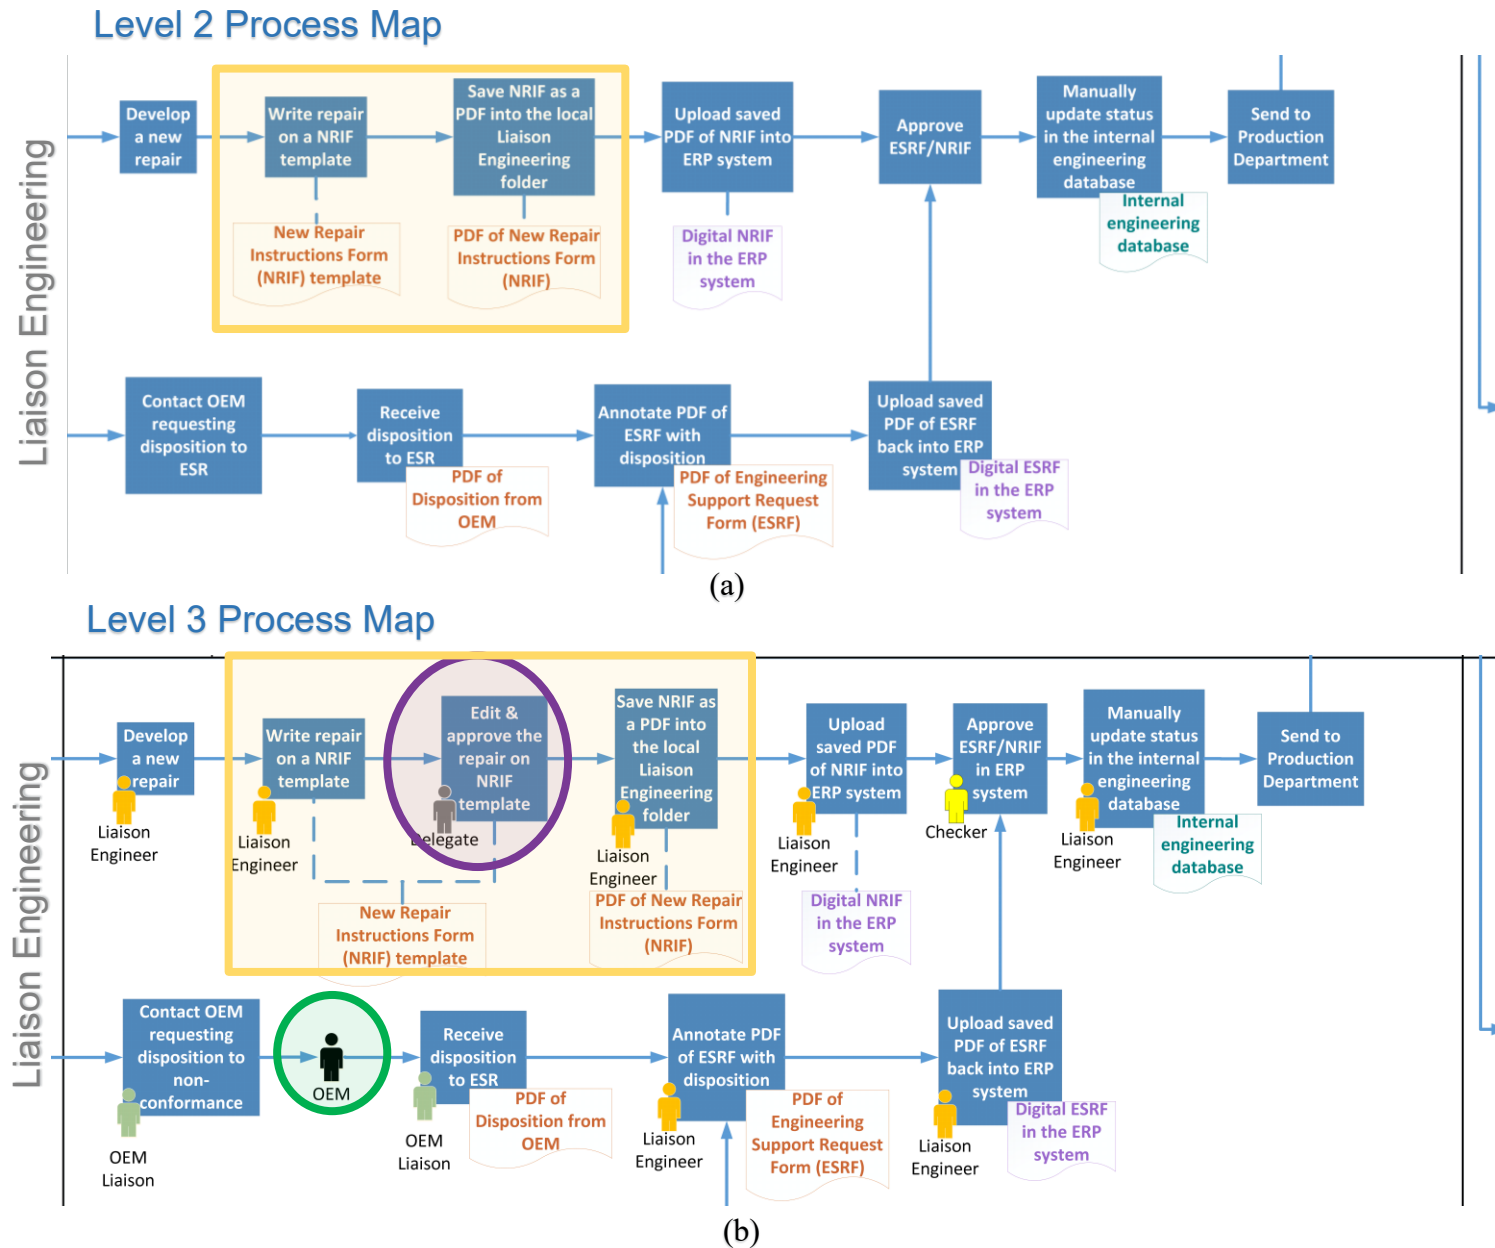 Level 2 Process Map
Liaison Engineering
Develop
a new
repair
Write repair
on a NRIF
template
Save NRIF as a
PDF into the local
Liaison
Engineering
folder
Upload saved
PDF of NRIF into
ERP system
Approve
ESRF/NRIF
Manually
update status
in the internal
engineering
database
Send to
Production
Department
New Repair
Instructions Form
(NRIF) template
PDF of New Repair
Instructions Form
(NRIF)
Digital NRIF
in the ERP
system
Internal
engineering
database
Contact OEM
requesting
disposition to
ESR
Receive
disposition
to ESR
Annotate PDF of
ESRF with
disposition
Upload saved
PDF of ESRF
back into ERP
system
PDF of
Disposition from
OEM
PDF of Engineering
Support Request
Form (ESRF)
Digital ESRF
in the ERP
system
(a)
Level 3 Process Map
Liaison Engineering
Develop
a new
repair
Liaison
Engineer
Write repair
on a NRIF
template
Liaison
Engineer
Edit &
approve the
repair on
NRIF
template
Delegate
Save NRIF as
a PDF into
the local
Liaison
Engineering
folder
Liaison
Engineer
Upload
saved PDF
of NRIF into
ERP system
Liaison
Engineer
Approve
ESRF/NRIF
in ERP
system
Checker
Manually
update status
in the internal
engineering
database
Liaison
Engineer
Send to
Production
Department
New Repair
Instructions Form
(NRIF) template
PDF of New Repair
Instructions Form
(NRIF)
Digital NRIF
in the ERP
system
Internal
engineering
database
Contact OEM
requesting
disposition to
non-
conformance
OEM
Liaison
OEM
Receive
disposition
to ESR
OEM
Liaison
PDF of
Disposition from
OEM
Annotate PDF
of ESRF with
disposition
Liaison
Engineer
PDF of
Engineering
Support Request
Form (ESRF)
Upload saved
PDF of ESRF
back into ERP
system
Liaison
Engineer
Digital ESRF
in the ERP
system
(b)